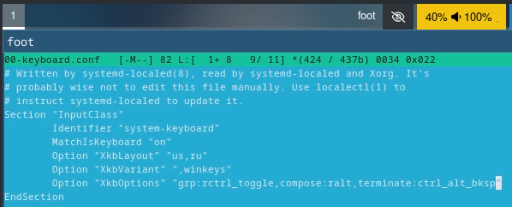 1
foot
40% 100%
foot
00-keyboard.conf [-M--] 82 L:[ 1+ 8 9/ 11] *(424 / 437b) 0034 0x022
# Written by systemd-localed(8), read by systemd-localed and Xorg. It's
# probably wise not to edit this file manually. Use localectl(1) to
# instruct systemd-localed to update it.
Section "InputClass"
        Identifier "system-keyboard"
        MatchIsKeyboard "on"
        Option "XkbLayout" "us,ru"
        Option "XkbVariant" ",winkeys"
        Option "XkbOptions" "grp:rctrl_toggle,compose:ralt,terminate:ctrl_alt_bksp"
EndSection